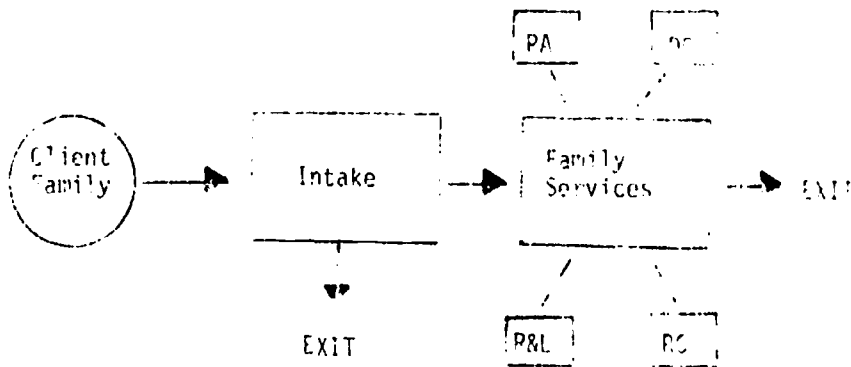 PA
Client
Family
Intake
Family
Services
EXIT
EXIT
R&L